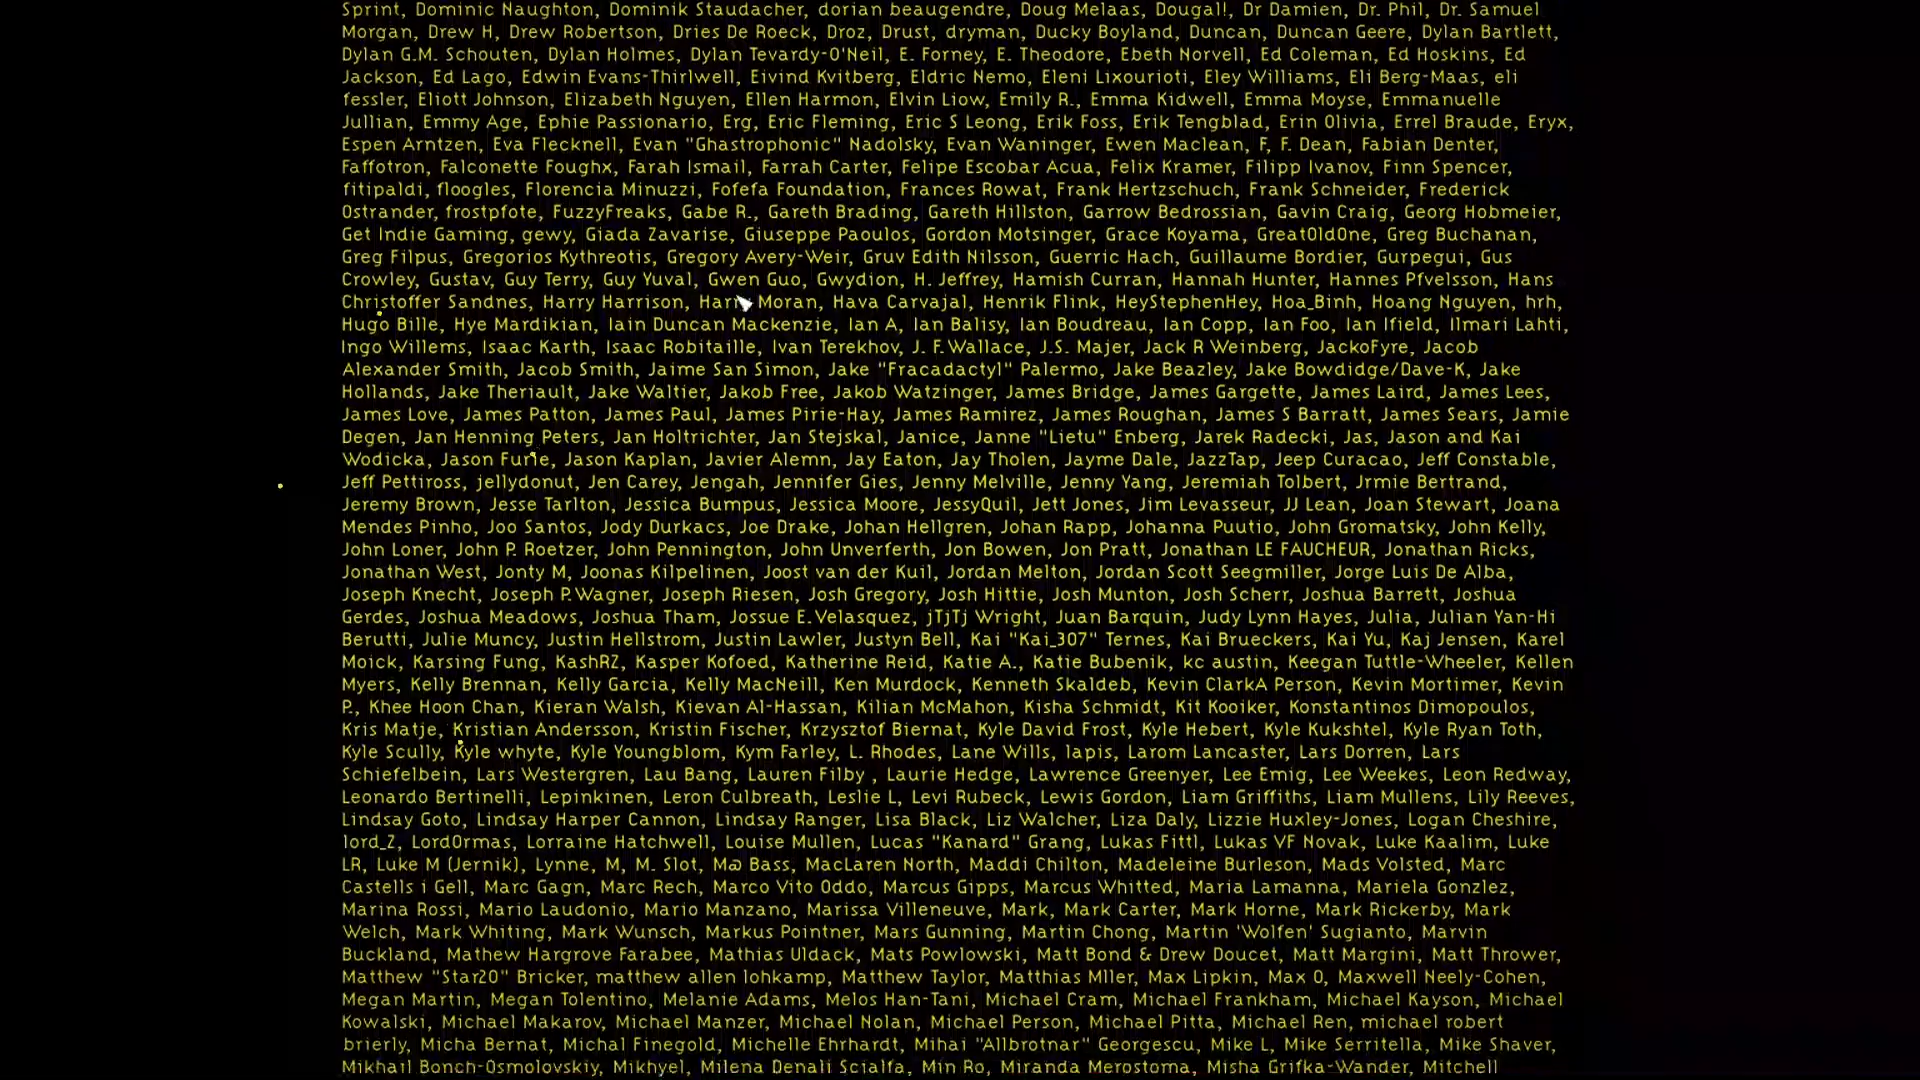 Sprint, Dominic Naughton, Dominik Staudacher, dorian beaugendre, Doug Melaas, Dougal!, Dr Damien, Dr. Phil, Dr. Samuel
Morgan, Drew H, Drew Robertson, Dries De Roeck, Droz, Drust, dryman, Ducky Boyland, Duncan, Duncan Geere, Dylan Bartlett,
Dylan G.M. Schouten, Dylan Holmes, Dylan Tevardy-O'Neil, E. Forney, E. Theodore, Ebeth Norvell, Ed Coleman, Ed Hoskins, Ed
Jackson, Ed Lago, Edwin Evans-Thirlwell, Eivind Kvitberg, Eldric Nemo, Eleni Lixourioti, Eley Williams, Eli Berg-Maas, eli
fessler, Eliott Johnson, Elizabeth Nguyen, Ellen Harmon, Elvin Liow, Emily R., Emma Kidwell, Emma Moyse, Emmanuelle
Jullian, Emmy Age, Ephie Passionario, Erg, Eric Fleming, Eric S Leong, Erik Foss, Erik Tengblad, Erin Olivia, Errel Braude, Eryx,
Espen Arntzen, Eva Flecknell, Evan "Ghastrophonic" Nadolsky, Evan Waninger, Ewen Maclean, F, F. Dean, Fabian Denter,
Faffotron, Falconette Foughx, Farah Ismail, Farrah Carter, Felipe Escobar Acua, Felix Kramer, Filipp Ivanov, Finn Spencer,
fitipaldi, floogles, Florencia Minuzzi, Fofefa Foundation, Frances Rowat, Frank Hertzschuch, Frank Schneider, Frederick
Ostrander, frostpfote, FuzzyFreaks, Gabe R., Gareth Brading, Gareth Hillston, Garrow Bedrossian, Gavin Craig, Georg Hobmeier,
Get Indie Gaming, gewy, Giada Zavarise, Giuseppe Paoulos, Gordon Motsinger, Grace Koyama, GreatOldOne, Greg Buchanan,
Greg Filpus, Gregorios Kythreotis, Gregory Avery-Weir, Gruv Edith Nilsson, Guerric Hach, Guillaume Bordier, Gurpegui, Gus
Crowley, Gustav, Guy Terry, Guy Yuval, Gwen Guo, Gwydion, H. Jeffrey, Hamish Curran, Hannah Hunter, Hannes Pfvelsson, Hans
Christoffer Sandnes, Harry Harrison, Harry Moran, Hava Carvajal, Henrik Flink, HeyStephenHey, Hoa_Binh, Hoang Nguyen, hrh,
Hugo Bille, Hye Mardikian, Iain Duncan Mackenzie, Ian A, Ian Balisy, Ian Boudreau, Ian Copp, Ian Foo, Ian Ifield, Ilmari Lahti,
Ingo Willems, Isaac Karth, Isaac Robitaille, Ivan Terekhov, J. F. Wallace, J.S. Majer, Jack R Weinberg, JackoFyre, Jacob
Alexander Smith, Jacob Smith, Jaime San Simon, Jake "Fracadactyl" Palermo, Jake Beazley, Jake Bowdidge/Dave-K, Jake
Hollands, Jake Theriault, Jake Waltier, Jakob Free, Jakob Watzinger, James Bridge, James Gargette, James Laird, James Lees,
James Love, James Patton, James Paul, James Pirie-Hay, James Ramirez, James Roughan, James S Barratt, James Sears, Jamie
Degen, Jan Henning Peters, Jan Holtrichter, Jan Stejskal, Janice, Janne "Lietu" Enberg, Jarek Radecki, Jas, Jason and Kai
Wodicka, Jason Furie, Jason Kaplan, Javier Alemn, Jay Eaton, Jay Tholen, Jayme Dale, JazzTap, Jeep Curacao, Jeff Constable,
Jeff Pettiross, jellydonut, Jen Carey, Jengah, Jennifer Gies, Jenny Melville, Jenny Yang, Jeremiah Tolbert, Jrmie Bertrand,
Jeremy Brown, Jesse Tarlton, Jessica Bumpus, Jessica Moore, JessyQuil, Jett Jones, Jim Levasseur, JJ Lean, Joan Stewart, Joana
Mendes Pinho, Joo Santos, Jody Durkacs, Joe Drake, Johan Hellgren, Johan Rapp, Johanna Puutio, John Gromatsky, John Kelly,
John Loner, John P. Roetzer, John Pennington, John Unverferth, Jon Bowen, Jon Pratt, Jonathan LE FAUCHEUR, Jonathan Ricks,
Jonathan West, Jonty M, Joonas Kilpelinen, Joost van der Kuil, Jordan Melton, Jordan Scott Seegmiller, Jorge Luis De Alba,
Joseph Knecht, Joseph P. Wagner, Joseph Riesen, Josh Gregory, Josh Hittie, Josh Munton, Josh Scherr, Joshua Barrett, Joshua
Gerdes, Joshua Meadows, Joshua Tham, Jossue E. Velasquez, jTjTj Wright, Juan Barquin, Judy Lynn Hayes, Julia, Julian Yan-Hi
Berutti, Julie Muncy, Justin Hellstrom, Justin Lawler, Justyn Bell, Kai "Kai_307" Ternes, Kai Brueckers, Kai Yu, Kaj Jensen, Karel
Moick, Karsing Fung, KashRZ, Kasper Kofoed, Katherine Reid, Katie A., Katie Bubenik, kc austin, Keegan Tuttle-Wheeler, Kellen
Myers, Kelly Brennan, Kelly Garcia, Kelly MacNeill, Ken Murdock, Kenneth Skaldeb, Kevin ClarkA Person, Kevin Mortimer, Kevin
P., Khee Hoon Chan, Kieran Walsh, Kievan Al-Hassan, Kilian McMahon, Kisha Schmidt, Kit Kooiker, Konstantinos Dimopoulos,
Kris Matje, Kristian Andersson, Kristin Fischer, Krzysztof Biernat, Kyle David Frost, Kyle Hebert, Kyle Kukshtel, Kyle Ryan Toth,
Kyle Scully, Kyle whyte, Kyle Youngblom, Kym Farley, L. Rhodes, Lane Wills, lapis, Larom Lancaster, Lars Dorren, Lars
Schiefelbein, Lars Westergren, Lau Bang, Lauren Filby , Laurie Hedge, Lawrence Greenyer, Lee Emig, Lee Weekes, Leon Redway,
Leonardo Bertinelli, Lepinkinen, Leron Culbreath, Leslie L, Levi Rubeck, Lewis Gordon, Liam Griffiths, Liam Mullens, Lily Reeves,
Lindsay Goto, Lindsay Harper Cannon, Lindsay Ranger, Lisa Black, Liz Walcher, Liza Daly, Lizzie Huxley-Jones, Logan Cheshire,
lord_Z, LordOrmas, Lorraine Hatchwell, Louise Mullen, Lucas "Kanard" Grang, Lukas Fittl, Lukas VF Novak, Luke Kaalim, Luke
LR, Luke M (Jernik), Lynne, M, M. Slot, M@ Bass, MacLaren North, Maddi Chilton, Madeleine Burleson, Mads Volsted, Marc
Castells i Gell, Marc Gagn, Marc Rech, Marco Vito Oddo, Marcus Gipps, Marcus Whitted, Maria Lamanna, Mariela Gonzlez,
Marina Rossi, Mario Laudonio, Mario Manzano, Marissa Villeneuve, Mark, Mark Carter, Mark Horne, Mark Rickerby, Mark
Welch, Mark Whiting, Mark Wunsch, Markus Pointner, Mars Gunning, Martin Chong, Martin 'Wolfen' Sugianto, Marvin
Buckland, Mathew Hargrove Farabee, Mathias Uldack, Mats Powlowski, Matt Bond & Drew Doucet, Matt Margini, Matt Thrower,
Matthew "Star20" Bricker, matthew allen lohkamp, Matthew Taylor, Matthias Mller, Max Lipkin, Max O, Maxwell Neely-Cohen,
Megan Martin, Megan Tolentino, Melanie Adams, Melos Han-Tani, Michael Cram, Michael Frankham, Michael Kayson, Michael
Kowalski, Michael Makarov, Michael Manzer, Michael Nolan, Michael Person, Michael Pitta, Michael Ren, michael robert
brierly, Micha Bernat, Michal Finegold, Michelle Ehrhardt, Mihai "Allbrotnar" Georgescu, Mike L, Mike Serritella, Mike Shaver,
Mikhail Bonch-Osmolovskiy, Mikhyel, Milena Denali Scialfa, Min Ro, Miranda Merostoma, Misha Grifka-Wander, Mitchell